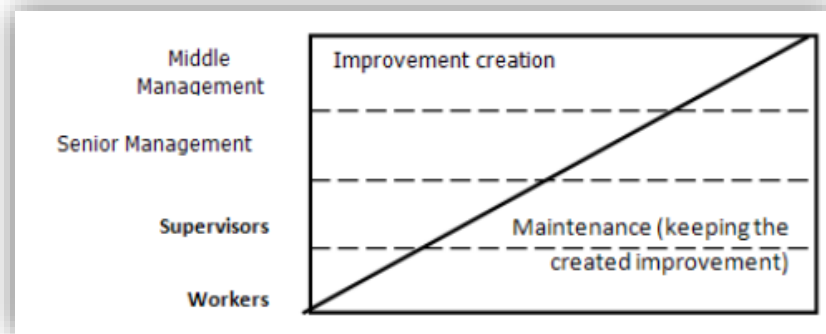 Middle
Management
Improvement creation
Senior Management
Supervisors
Maintenance (keeping the
created improvement)
Workers